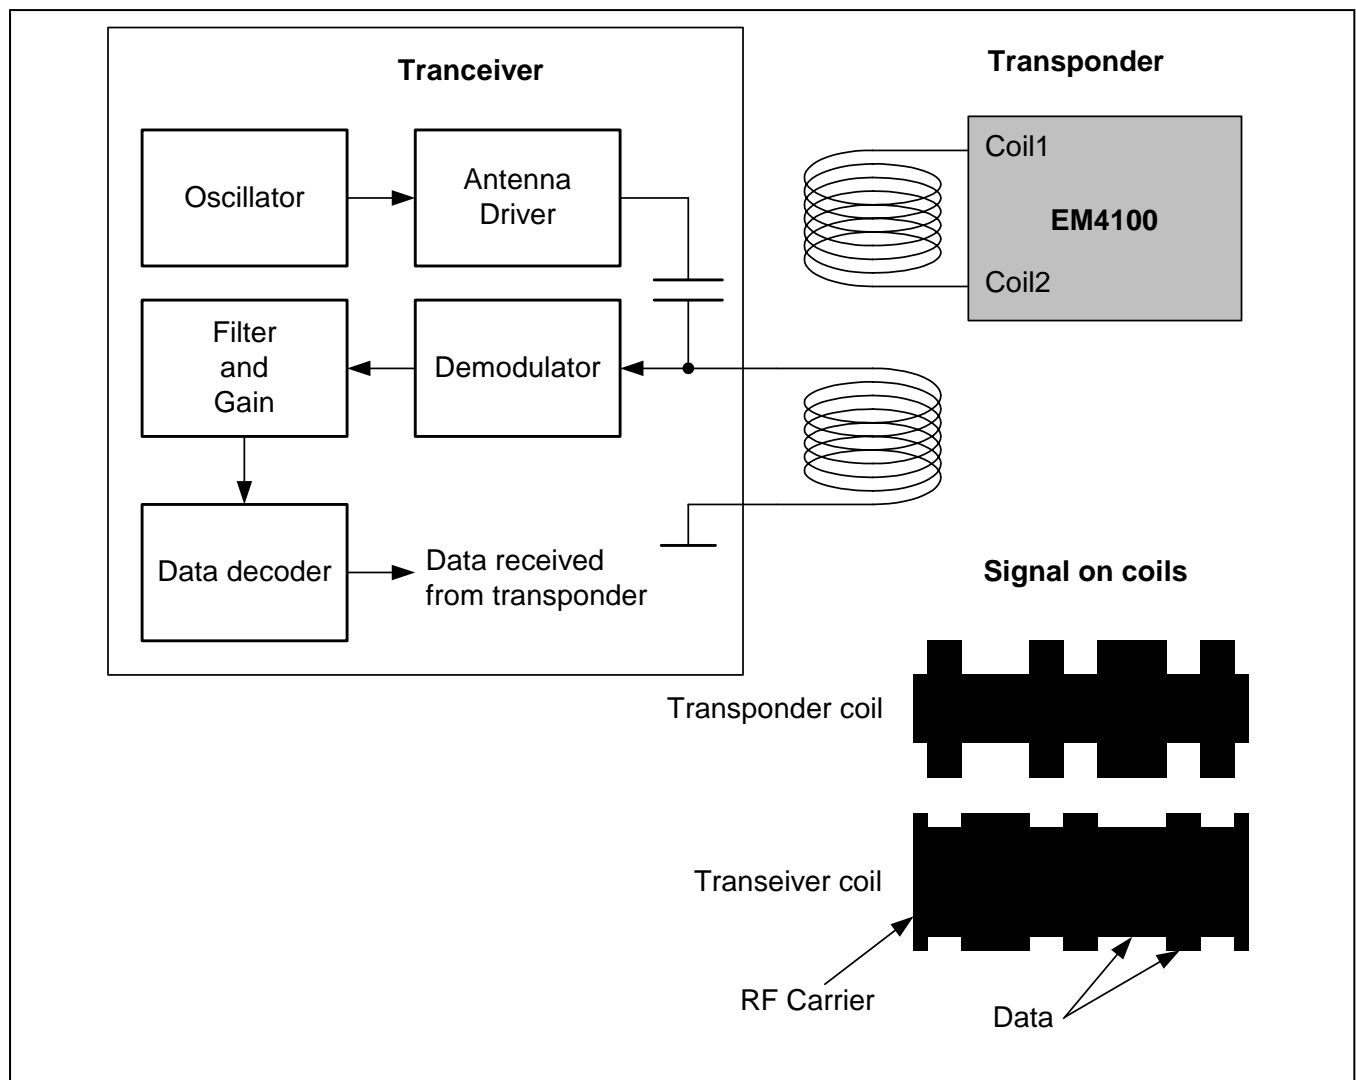 Tranceiver
Transponder
Oscillator
Antenna
Driver
Coil1
EM4100
Coil2
Filter
and
Gain
Demodulator
Data decoder
Data received
from transponder
Signal on coils
Transponder coil
Transeiver coil
RF Carrier
Data